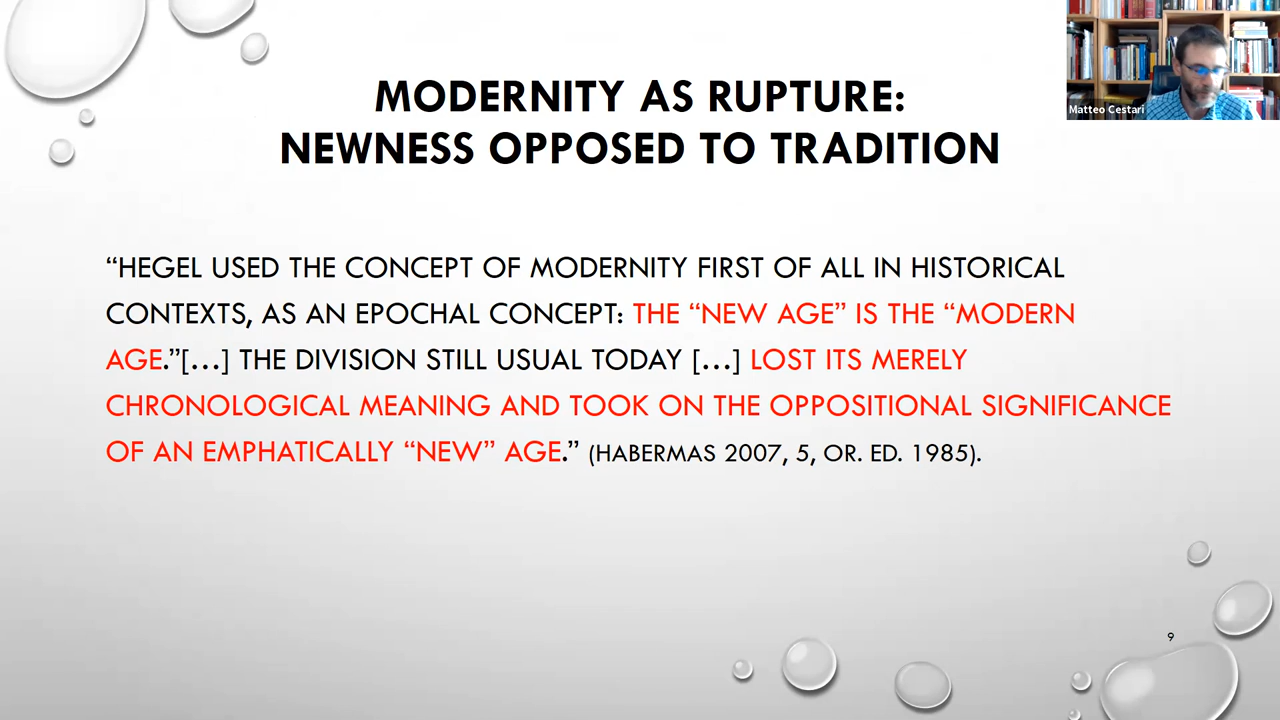 MODERNITY AS RUPTURE:
NEWNESS OPPOSED TO TRADITION
Matteo Cestari
“HEGEL USED THE CONCEPT OF MODERNITY FIRST OF ALL IN HISTORICAL
CONTEXTS, AS AN EPOCHAL CONCEPT: THE “NEW AGE” IS THE “MODERN
AGE.”[…] THE DIVISION STILL USUAL TODAY […] LOST ITS MERELY
CHRONOLOGICAL MEANING AND TOOK ON THE OPPOSITIONAL SIGNIFICANCE
OF AN EMPHATICALLY “NEW” AGE.” (HABERMAS 2007, 5, OR. ED. 1985).
9